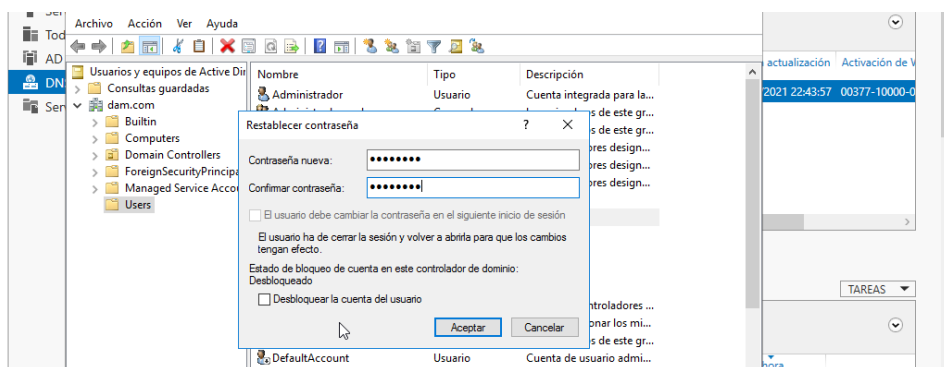 Archivo Acción Ver Ayuda
Tod
AD
DN
Ser
Usuarios y equipos de Active Dir
Consultas guardadas
dam.com
Builtin
Computers
Domain Controllers
ForeignSecurityPrincipa
Managed Service Accou
Users
Nombre Tipo Descripción
Administrador Usuario Cuenta integrada para la...
s de este gr...
os de este gr...
ores design...
ores design...
ores design...
Restablecer contraseña ? X
Contraseña nueva: ••••••••
Confirmar contraseña: ••••••••
El usuario debe cambiar la contraseña en el siguiente inicio de sesión
El usuario ha de cerrar la sesión y volver a abrirla para que los cambios
tengan efecto.
Estado de bloqueo de cuenta en este controlador de dominio:
Desbloqueado
Desbloquear la cuenta del usuario
Aceptar Cancelar
ntroladores ...
onar los mi...
s de este gr...
DefaultAccount Usuario Cuenta de usuario admi...
actualización Activación de V
/2021 22:43:57 00377-10000-0
TAREAS
hora